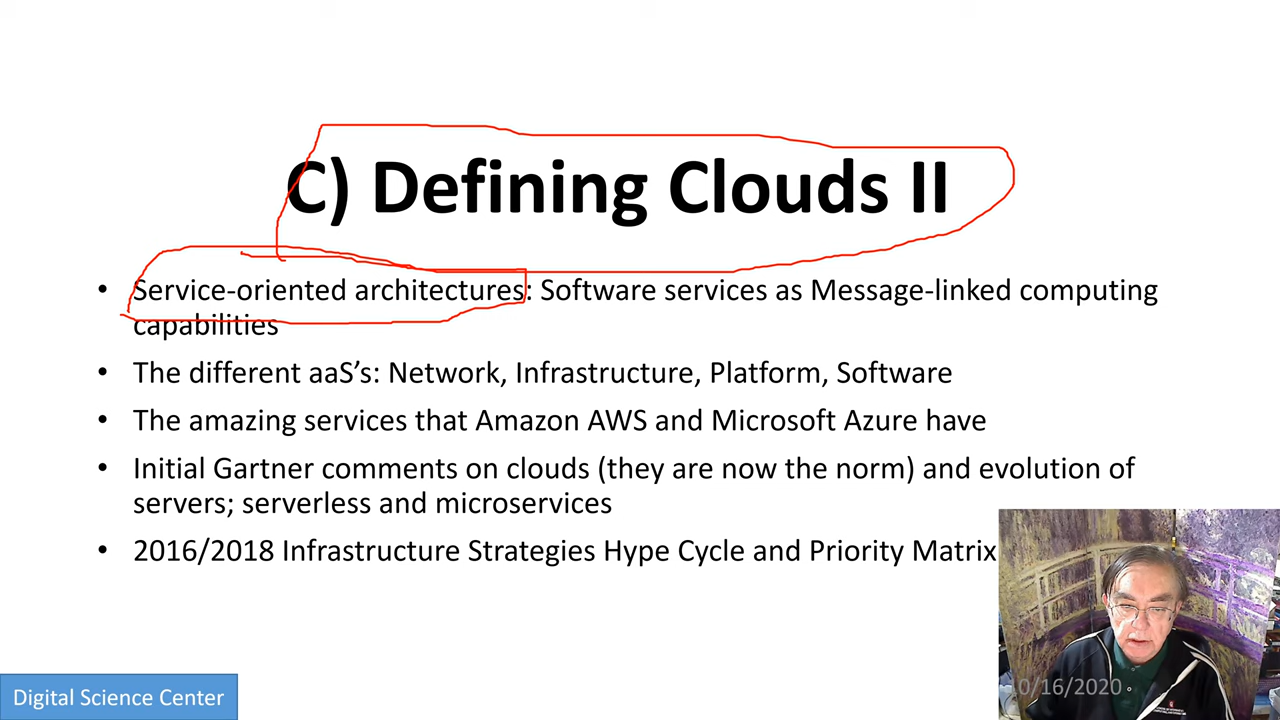 C) Defining Clouds II
• Service-oriented architectures: Software services as Message-linked computing
capabilities
• The different aaS’s: Network, Infrastructure, Platform, Software
• The amazing services that Amazon AWS and Microsoft Azure have
• Initial Gartner comments on clouds (they are now the norm) and evolution of
servers; serverless and microservices
• 2016/2018 Infrastructure Strategies Hype Cycle and Priority Matrix
Digital Science Center
0/16/2020